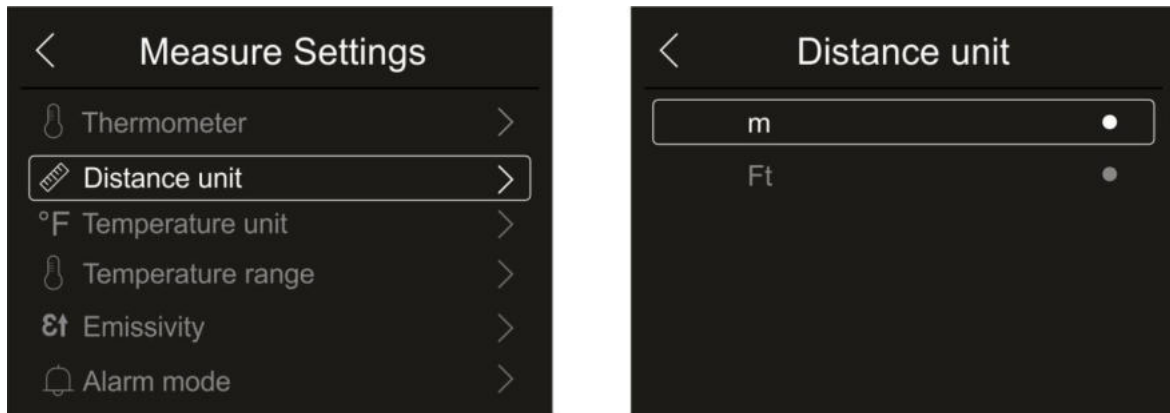 Measure Settings
Thermometer
Distance unit
°F Temperature unit
Temperature range
ε↑ Emissivity
Alarm mode
Distance unit
m
Ft